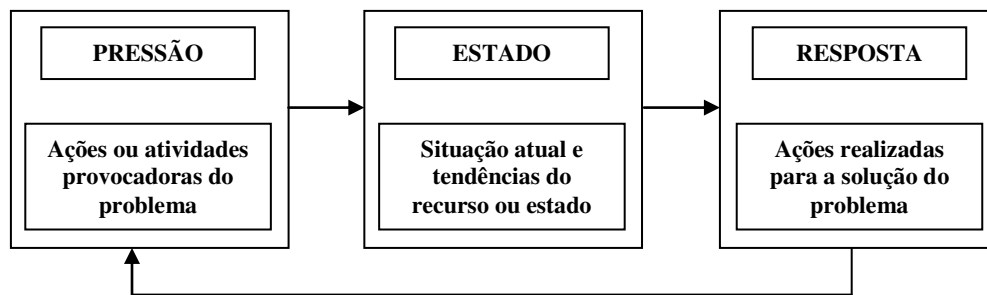 PRESSÃO
Ações ou atividades
provocadoras do
problema
ESTADO
Situação atual e
tendências do
recurso ou estado
RESPOSTA
Ações realizadas
para a solução do
problema